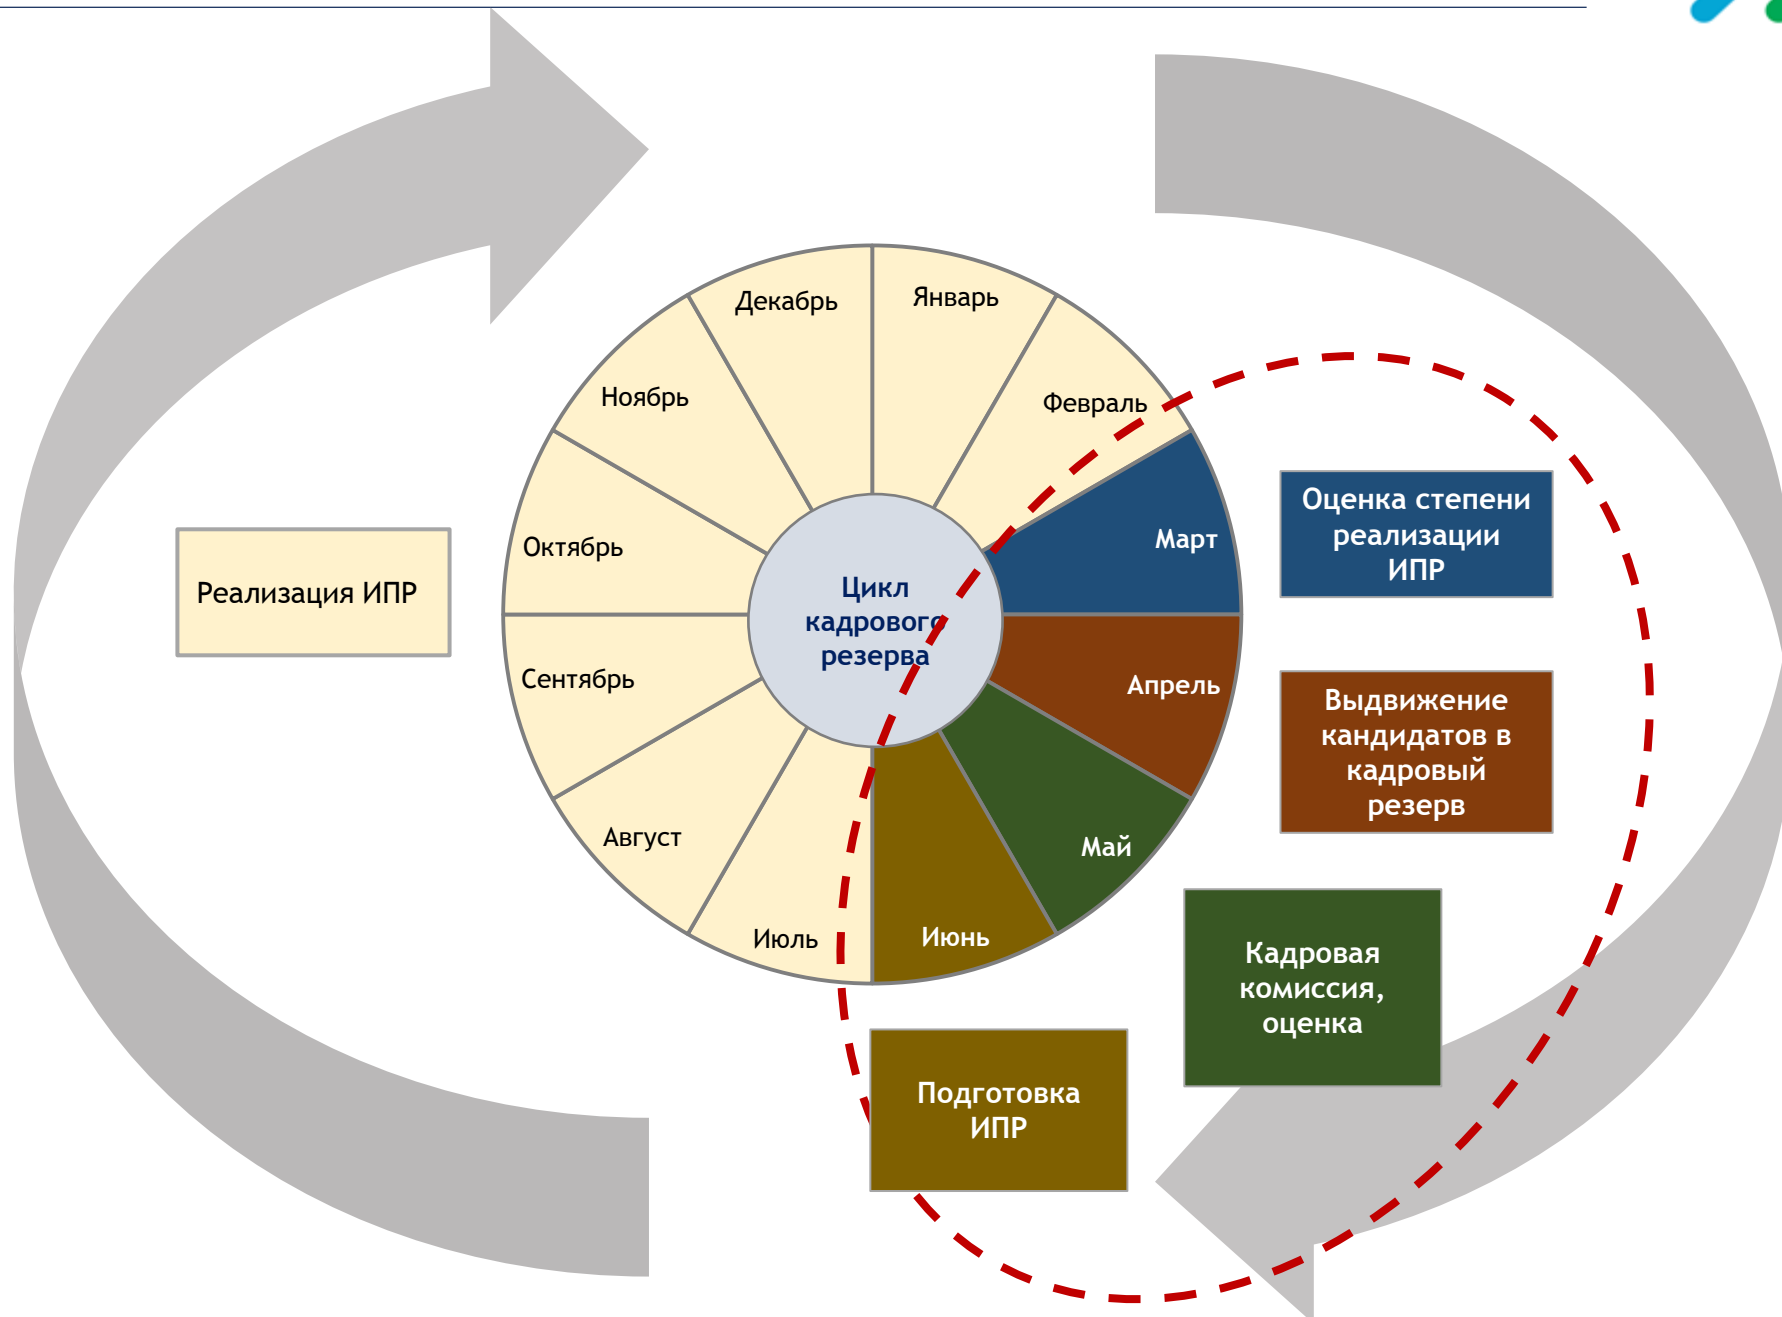 Декабрь
Январь
Ноябрь
Февраль
Октябрь
Март
Цикл
кадрового
резерва
Сентябрь
Апрель
Август
Май
Июль
Июнь
Реализация ИПР
Оценка степени
реализации
ИПР
Выдвижение
кандидатов в
кадровый
резерв
Кадровая
комиссия,
оценка
Подготовка
ИПР